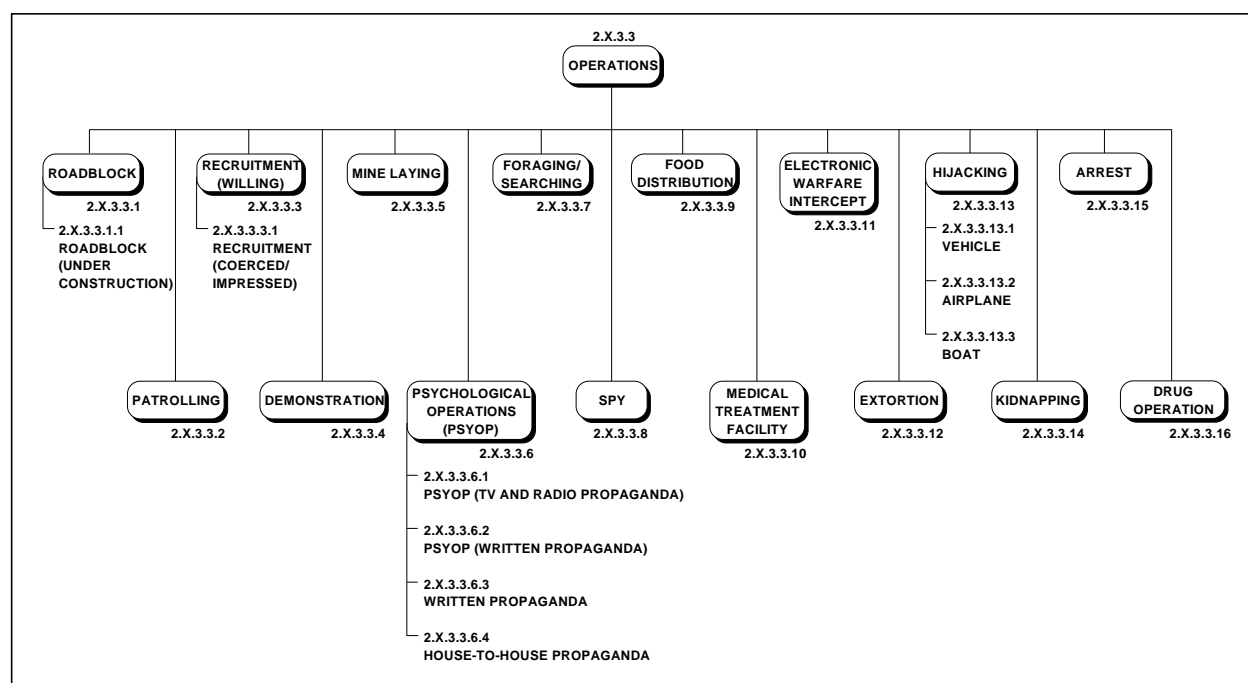 2.X.3.3
OPERATIONS
ROADBLOCK
2.X.3.3.1
2.X.3.3.1.1
ROADBLOCK
(UNDER
CONSTRUCTION)
RECRUITMENT
(WILLING)
2.X.3.3.3
2.X.3.3.3.1
RECRUITMENT
(COERCED/
IMPRESSED)
MINE LAYING
2.X.3.3.5
FORAGING/
SEARCHING
2.X.3.3.7
FOOD
DISTRIBUTION
2.X.3.3.9
ELECTRONIC
WARFARE
INTERCEPT
2.X.3.3.11
HIJACKING
2.X.3.3.13
2.X.3.3.13.1
VEHICLE
2.X.3.3.13.2
AIRPLANE
2.X.3.3.13.3
BOAT
ARREST
2.X.3.3.15
PATROLLING
2.X.3.3.2
DEMONSTRATION
2.X.3.3.4
PSYCHOLOGICAL
OPERATIONS
(PSYOP)
2.X.3.3.6
2.X.3.3.6.1
PSYOP (TV AND RADIO PROPAGANDA)
2.X.3.3.6.2
PSYOP (WRITTEN PROPAGANDA)
2.X.3.3.6.3
WRITTEN PROPAGANDA
2.X.3.3.6.4
HOUSE-TO-HOUSE PROPAGANDA
SPY
2.X.3.3.8
MEDICAL
TREATMENT
FACILITY
2.X.3.3.10
EXTORTION
2.X.3.3.12
KIDNAPPING
2.X.3.3.14
DRUG
OPERATION
2.X.3.3.16